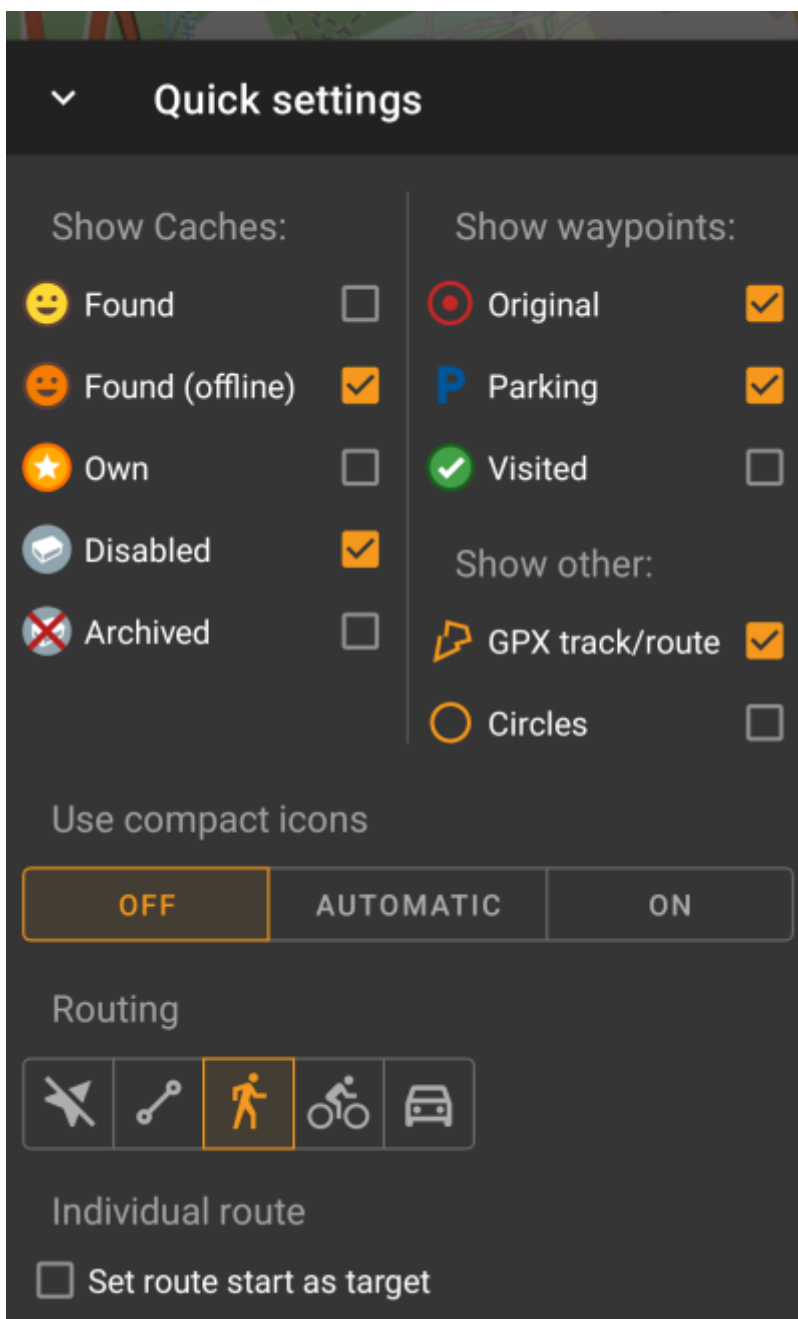 Quick settings
Show Caches:
Found
Found (offline)
Own
Disabled
Archived
Show waypoints:
Original
P Parking
Visited
Show other:
GPX track/route
Circles
Use compact icons
OFF AUTOMATIC ON
Routing
Individual route
Set route start as target